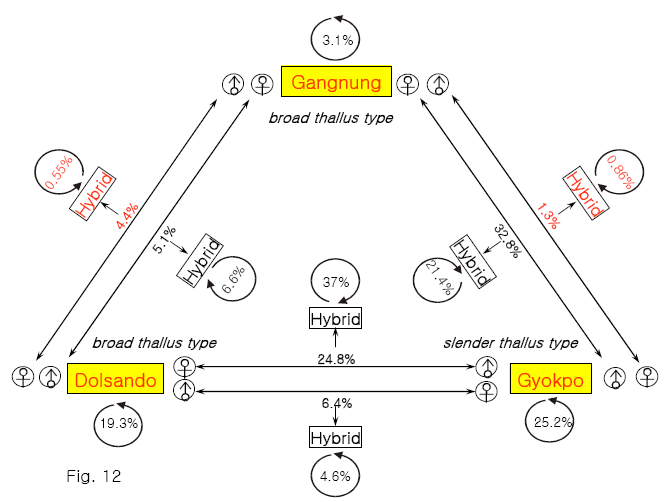 3.1%
Gangnung
broad thallus type
0.55%
Hybrid
4.4%
5.1%
Hybrid
6.6%
0.86%
Hybrid
1.3%
32.8%
Hybrid
21.4%
37%
Hybrid
broad thallus type
slender thallus type
24.8%
Dolsando
Gyokpo
6.4%
19.3%
25.2%
Hybrid
4.6%
Fig. 12